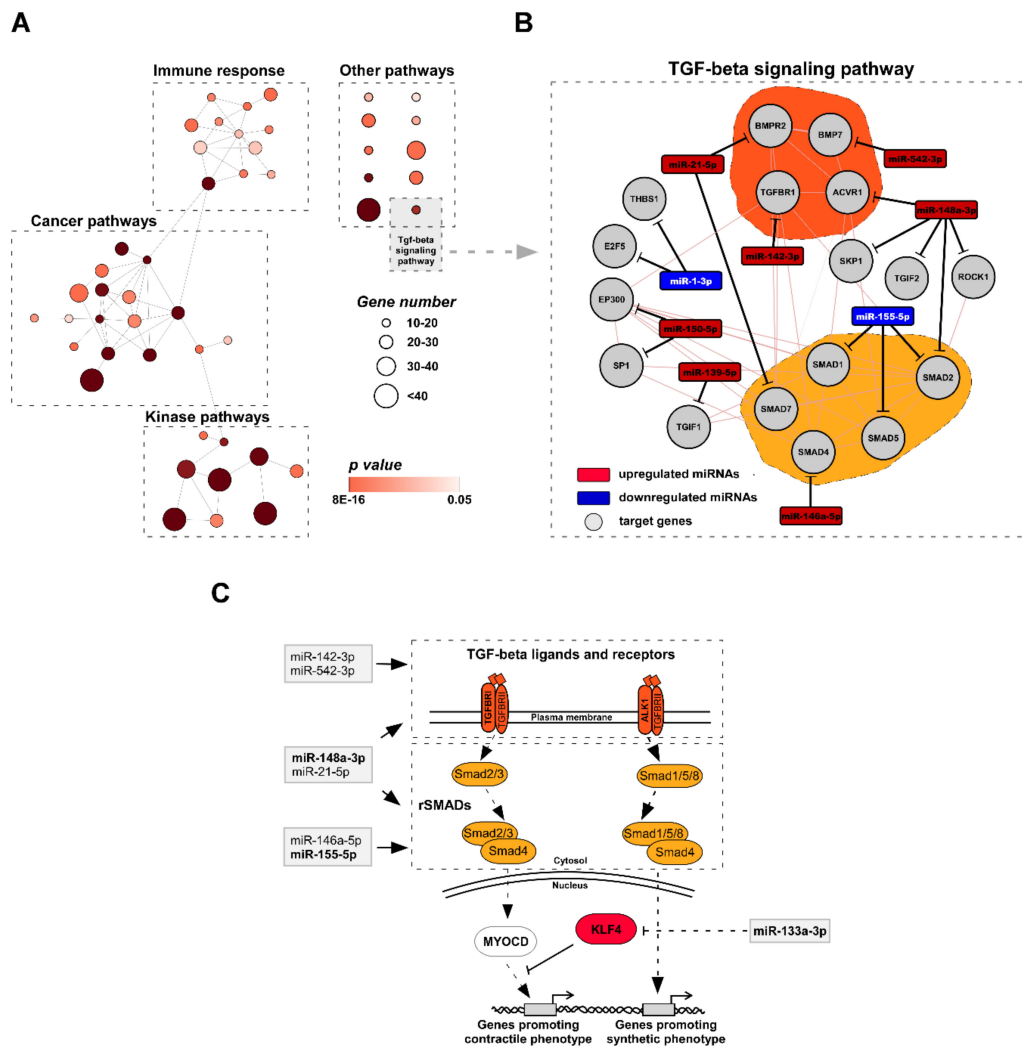 A
Immune response
Other pathways
Cancer pathways
Tgf-beta
signaling
pathway
Gene number
10-20
20-30
30-40
<40
Kinase pathways
p value
8E-16
0.05
B
TGF-beta signaling pathway
BMPR2
BMP7
miR-21-5p
miR-542-3p
THBS1
TGFBR1
ACVR1
miR-148a-3p
E2F5
miR-142-3p
SKP1
TGIF2
ROCK1
miR-1-3p
EP300
miR-155-5p
miR-150-5p
SP1
SMAD1
miR-139-5p
SMAD2
SMAD7
TGIF1
SMAD5
SMAD4
upregulated miRNAs
downregulated miRNAs
miR-146a-5p
target genes
C
miR-142-3p
miR-542-3p
TGF-beta ligands and receptors
TGFBRI
TGFBRII
ALK1
TGFBRII
Plasma membrane
miR-148a-3p
miR-21-5p
Smad2/3
Smad1/5/8
rSMADs
miR-146a-5p
miR-155-5p
Smad2/3
Smad4
Smad1/5/8
Smad4
Cytosol
Nucleus
MYOCD
KLF4
miR-133a-3p
Genes promoting
contractile phenotype
Genes promoting
synthetic phenotype